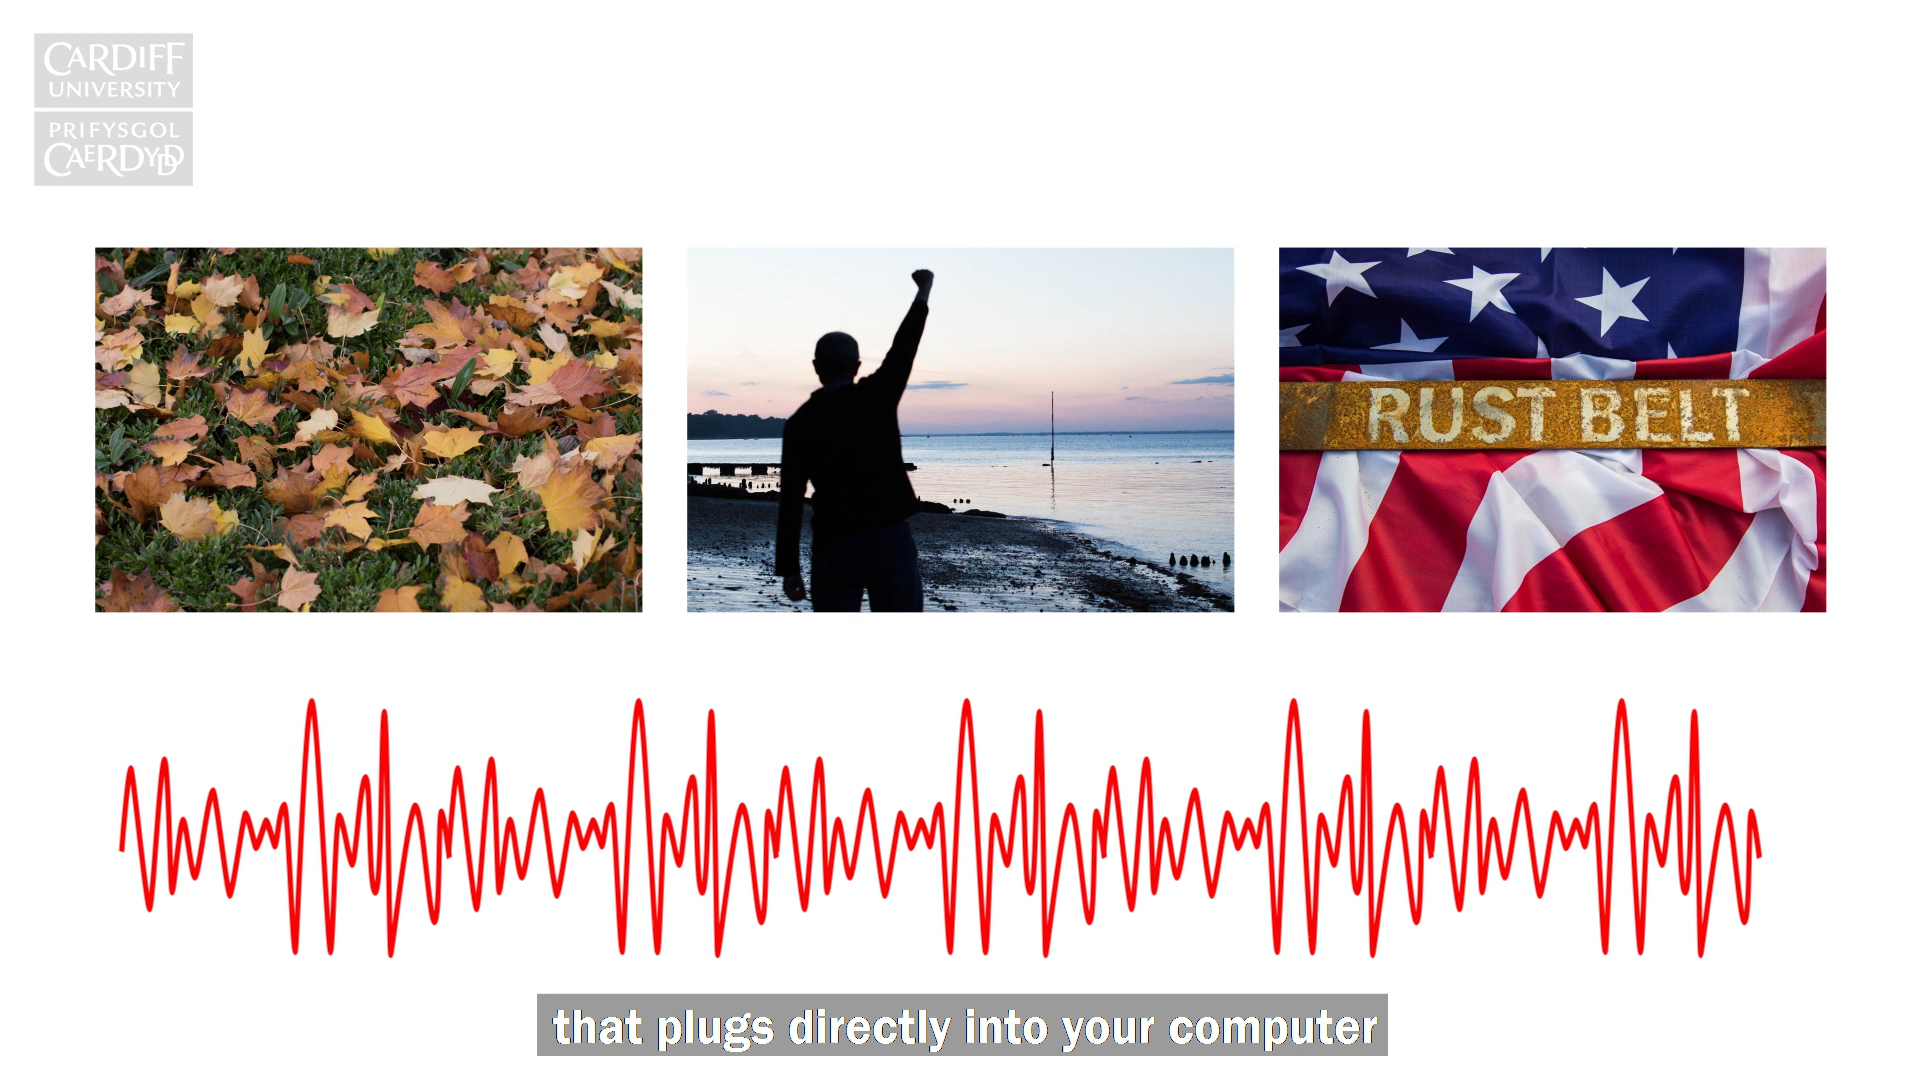 CARDIFF
UNIVERSITY
PRIFYSGOL
CAERDYDD
RUST BELT
that plugs directly into your computer